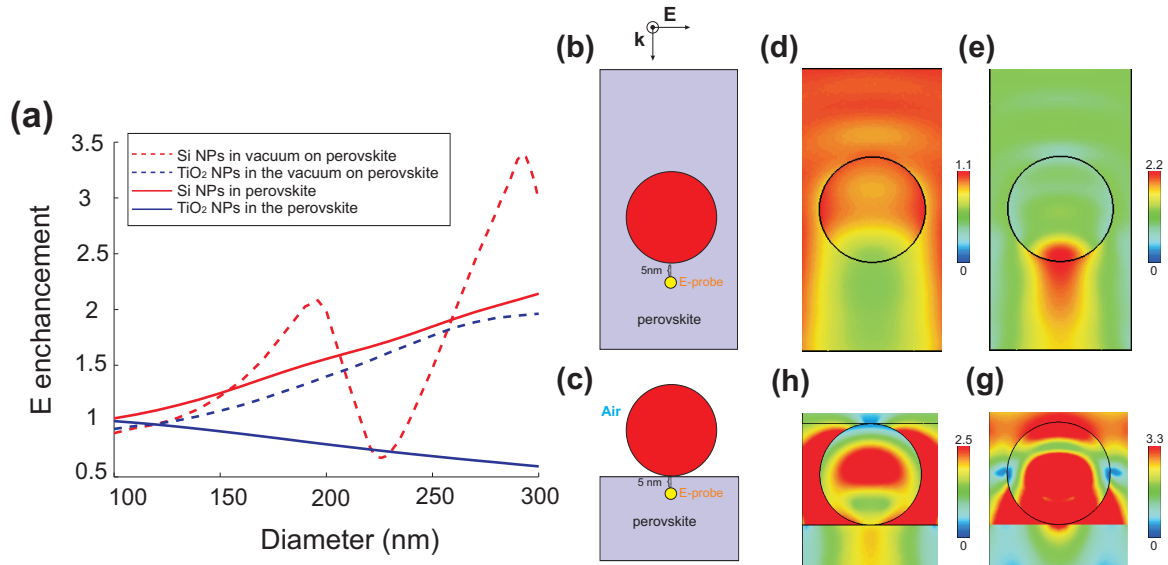 (a)
E enchancement
3.5
3
2.5
2
1.5
1
0.5
100
150
200
250
300
Diameter (nm)
Si NPs in vacuum on perovskite
TiO2 NPs in the vacuum on perovskite
Si NPs in perovskite
TiO2 NPs in the perovskite
E
k
(b)
5nm
E-probe
perovskite
(c)
Air
5 nm
E-probe
perovskite
(d)
1.1
0
(e)
2.2
0
(h)
2.5
0
(g)
3.3
0